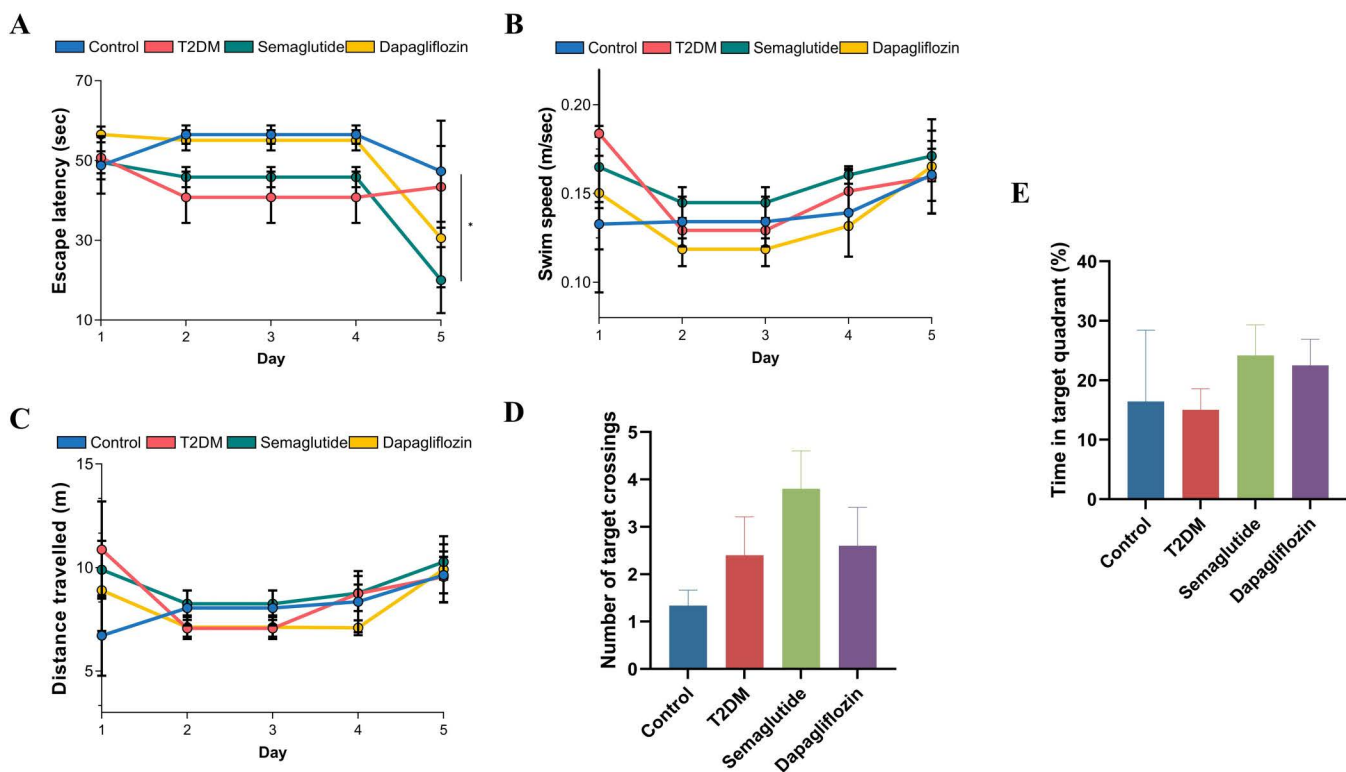 A
Control T2DM Semaglutide Dapagliflozin
Escape latency (sec)
70
50
30
10
*
1 2 3 4 5
Day
B
Control T2DM Semaglutide Dapagliflozin
Swim speed (m/sec)
0.20
0.15
0.10
1 2 3 4 5
Day
C
Control T2DM Semaglutide Dapagliflozin
Distance travelled (m)
15
10
5
1 2 3 4 5
Day
D
Number of target crossings
5
4
3
2
1
0
Control
T2DM
Semaglutide
Dapagliflozin
E
Time in target quadrant (%)
40
30
20
10
0
Control
T2DM
Semaglutide
Dapagliflozin